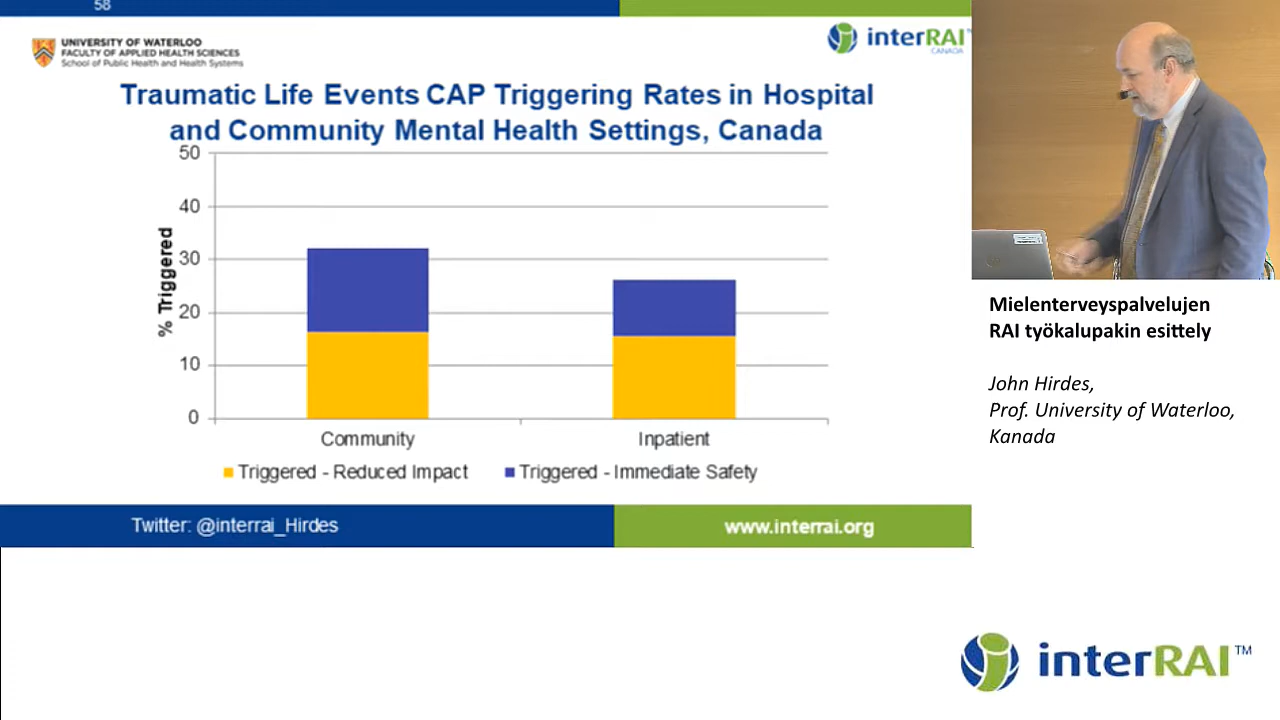 58
UNIVERSITY OF WATERLOO
FACULTY OF APPLIED HEALTH SCIENCES
School of Public Health and Health Systems
interRAI
CANADA
Traumatic Life Events CAP Triggering Rates in Hospital
and Community Mental Health Settings, Canada
% Triggered
50
40
30
20
10
0
Community Inpatient
Triggered - Reduced Impact Triggered - Immediate Safety
Twitter: @interrai_Hirdes www.interrai.org
Mielenterveyspalvelujen
RAI työkalupakin esittely
John Hirdes,
Prof. University of Waterloo,
Kanada
interRAI™